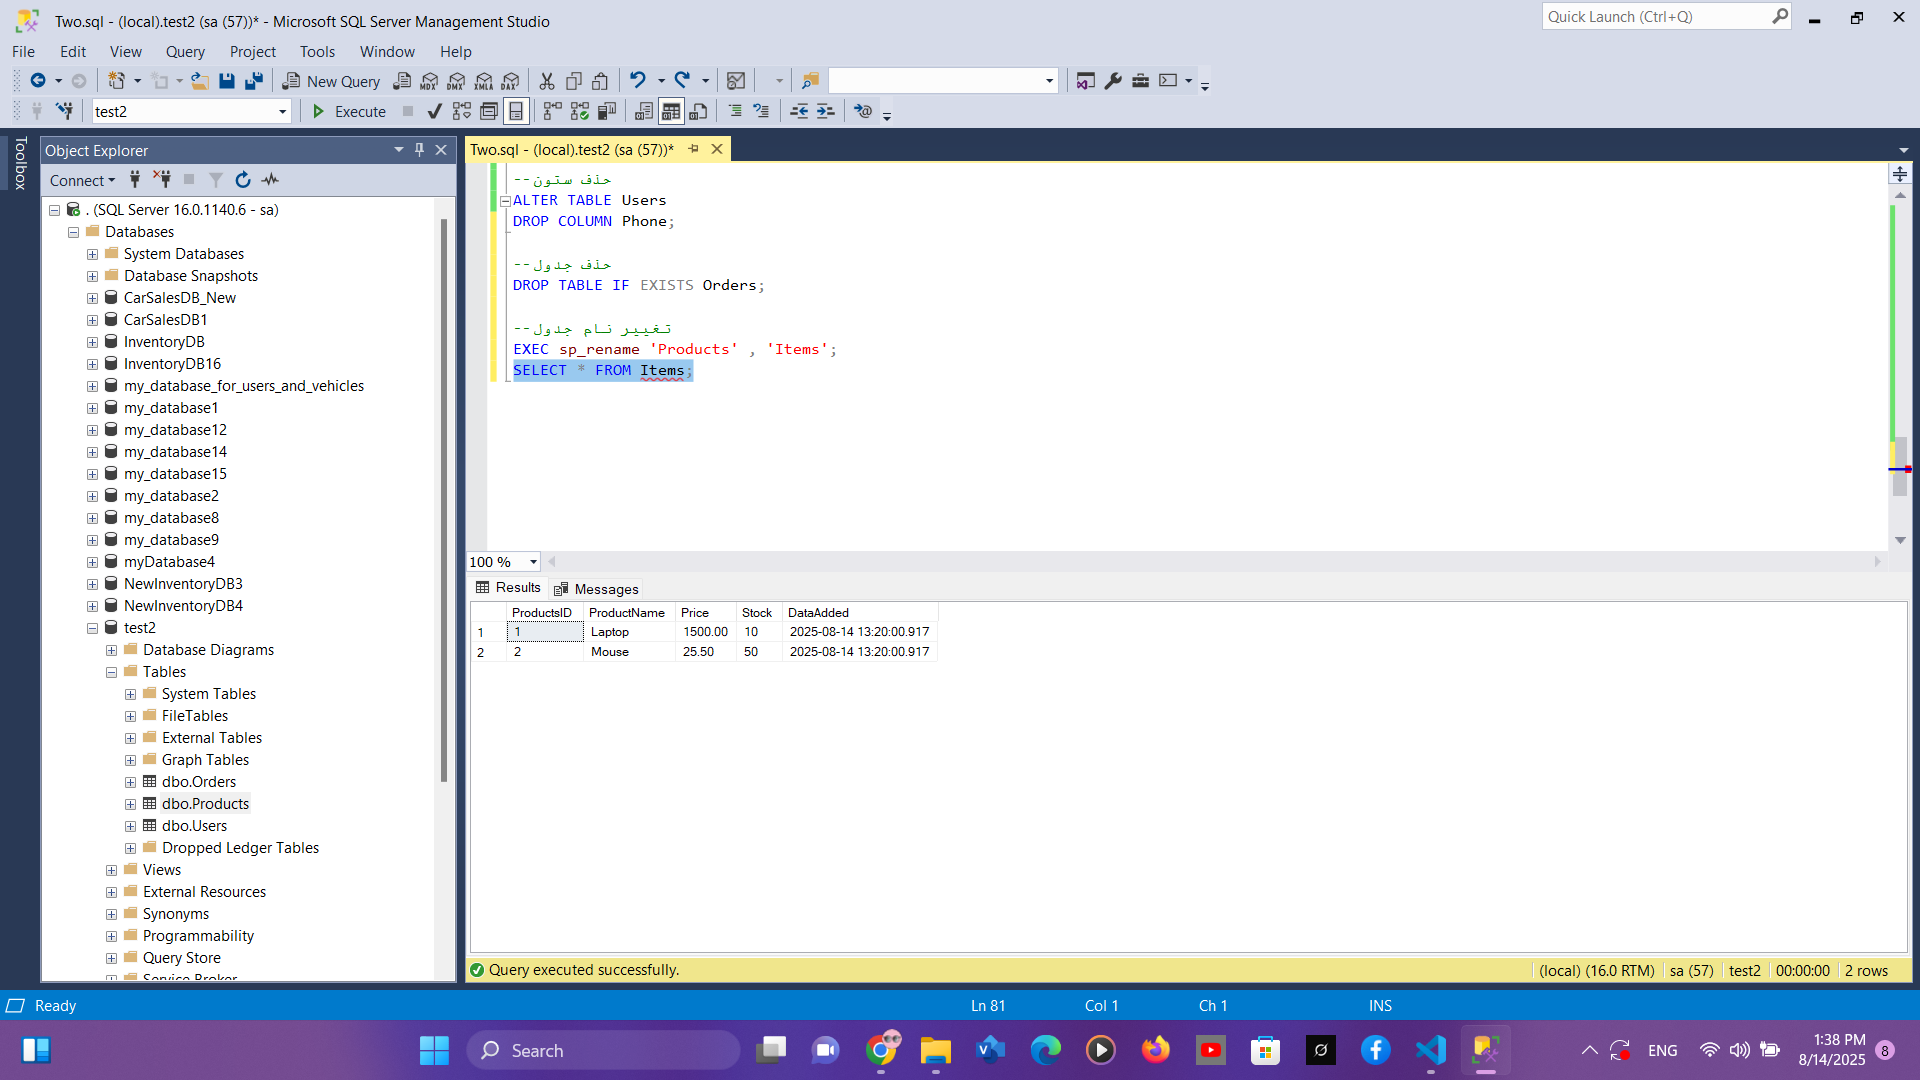 Two.sql - (local).test2 (sa (57))* - Microsoft SQL Server Management Studio
Quick Launch (Ctrl+Q)
File Edit View Query Project Tools Window Help
New Query MDX DMX XMLA DAX
test2 Execute
Toolbox
Object Explorer
Connect
. (SQL Server 16.0.1140.6 - sa)
Databases
System Databases
Database Snapshots
CarSalesDB_New
CarSalesDB1
InventoryDB
InventoryDB16
my_database_for_users_and_vehicles
my_database1
my_database12
my_database14
my_database15
my_database2
my_database8
my_database9
myDatabase4
NewInventoryDB3
NewInventoryDB4
test2
Database Diagrams
Tables
System Tables
FileTables
External Tables
Graph Tables
dbo.Orders
dbo.Products
dbo.Users
Dropped Ledger Tables
Views
External Resources
Synonyms
Programmability
Query Store
Service Broker
Two.sql - (local).test2 (sa (57))*
--حذف ستون
ALTER TABLE Users
DROP COLUMN Phone;
--حذف جدول
DROP TABLE IF EXISTS Orders;
--تغییر نام جدول
EXEC sp_rename 'Products' , 'Items';
SELECT * FROM Items;
100 %
Results Messages
ProductsID ProductName Price Stock DataAdded
1 1 Laptop 1500.00 10 2025-08-14 13:20:00.917
2 2 Mouse 25.50 50 2025-08-14 13:20:00.917
Query executed successfully. (local) (16.0 RTM) sa (57) test2 00:00:00 2 rows
Ready Ln 81 Col 1 Ch 1 INS
Search
ENG
1:38 PM
8/14/2025
8